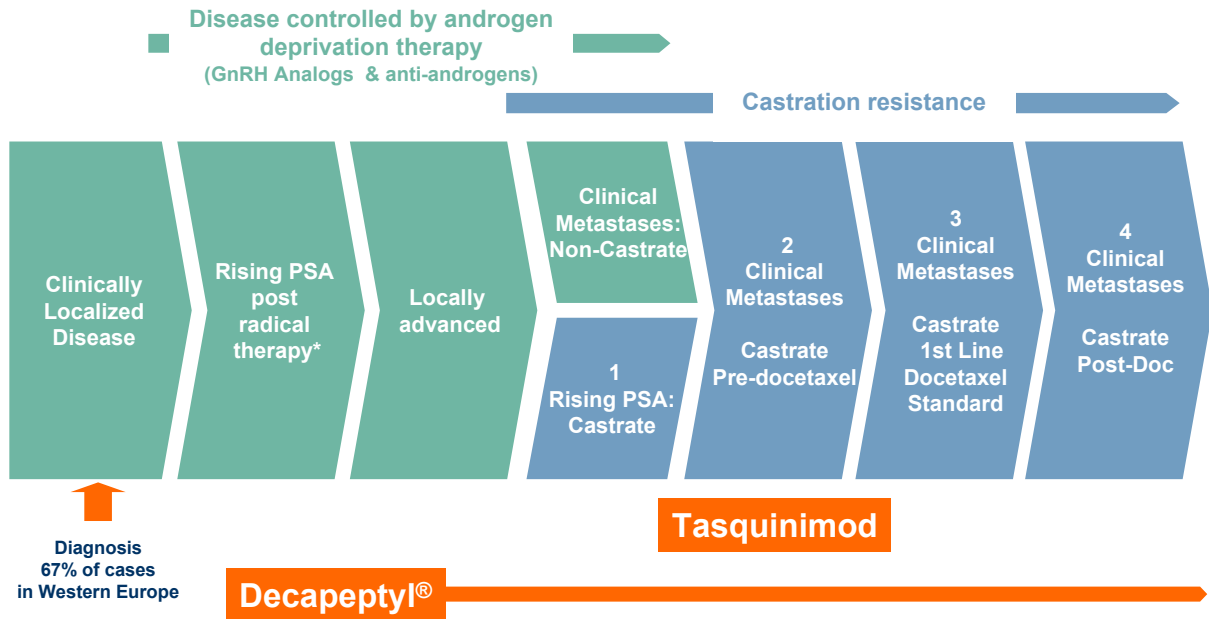 Disease controlled by androgen
deprivation therapy
(GnRH Analogs & anti-androgens)
Castration resistance
Clinically
Localized
Disease
Rising PSA
post
radical
therapy*
Locally
advanced
Clinical
Metastases:
Non-Castrate
1
Rising PSA:
Castrate
2
Clinical
Metastases
Castrate
Pre-docetaxel
3
Clinical
Metastases
Castrate
1st Line
Docetaxel
Standard
4
Clinical
Metastases
Castrate
Post-Doc
Diagnosis
67% of cases
in Western Europe
Tasquinimod
Decapeptyl®